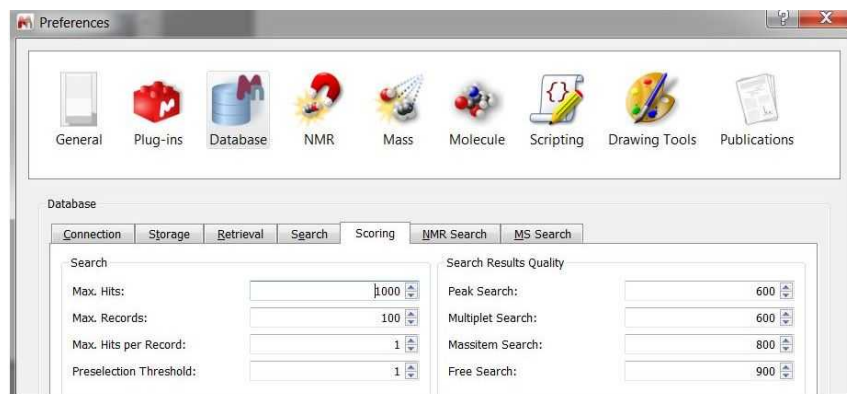 Preferences
General Plug-ins Database NMR Mass Molecule Scripting Drawing Tools Publications
Database
Connection Storage Retrieval Search Scoring NMR Search MS Search
Search
Max. Hits: 1000
Max. Records: 100
Max. Hits per Record: 1
Preselection Threshold: 1
Search Results Quality
Peak Search: 600
Multiplet Search: 600
Massitem Search: 800
Free Search: 900